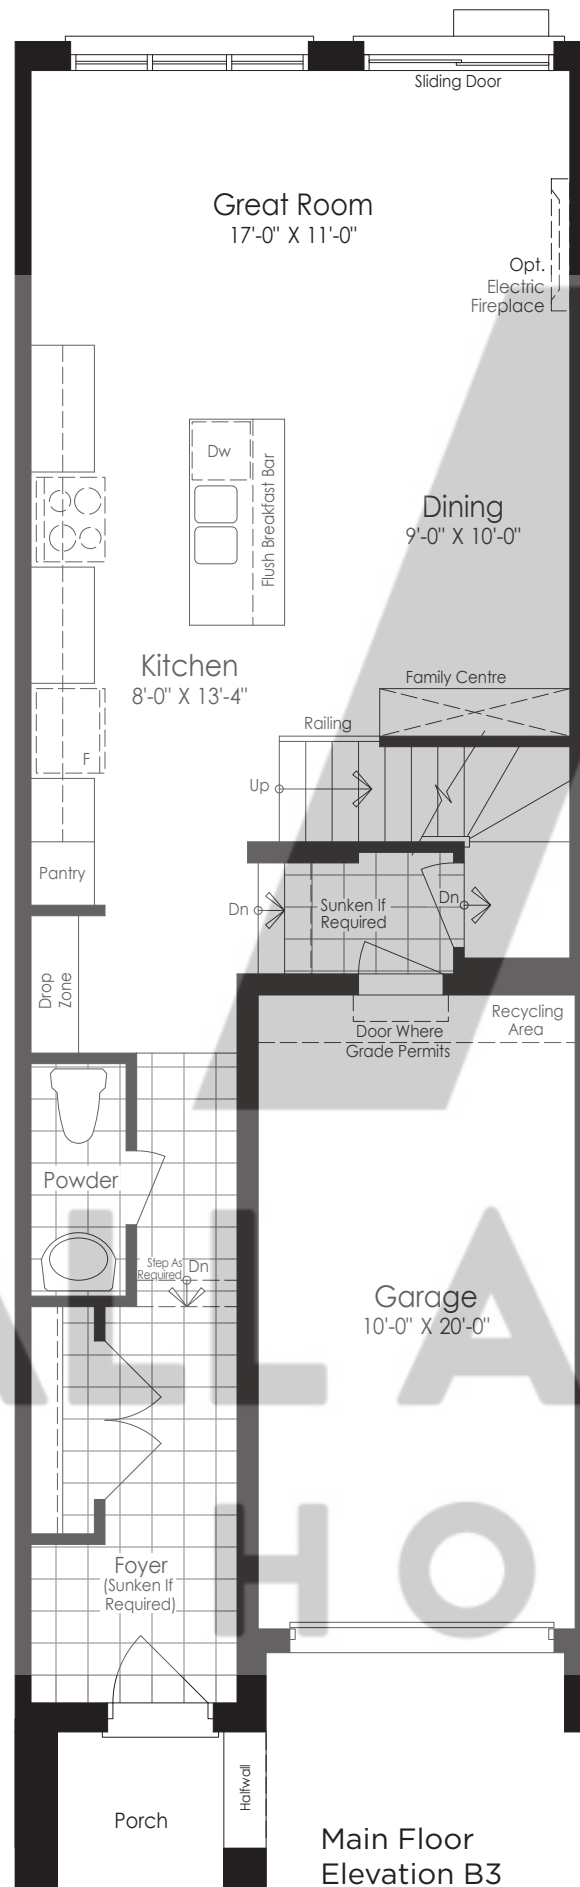 Sliding Door
Great Room
17'-0" X 11'-0"
Opt.
Electric
Fireplace
Dw
Flush Breakfast Bar
Dining
9'-0" X 10'-0"
Kitchen
8'-0" X 13'-4"
Family Centre
Railing
F
Up
Pantry
Dn
Sunken If
Required
Dn
Drop
Zone
Recycling
Area
Door Where
Grade Permits
Powder
Step As
Required
Dn
Garage
10'-0" X 20'-0"
ALLA
HO
Foyer
(Sunken If
Required)
Halfwall
Porch
Main Floor
Elevation B3